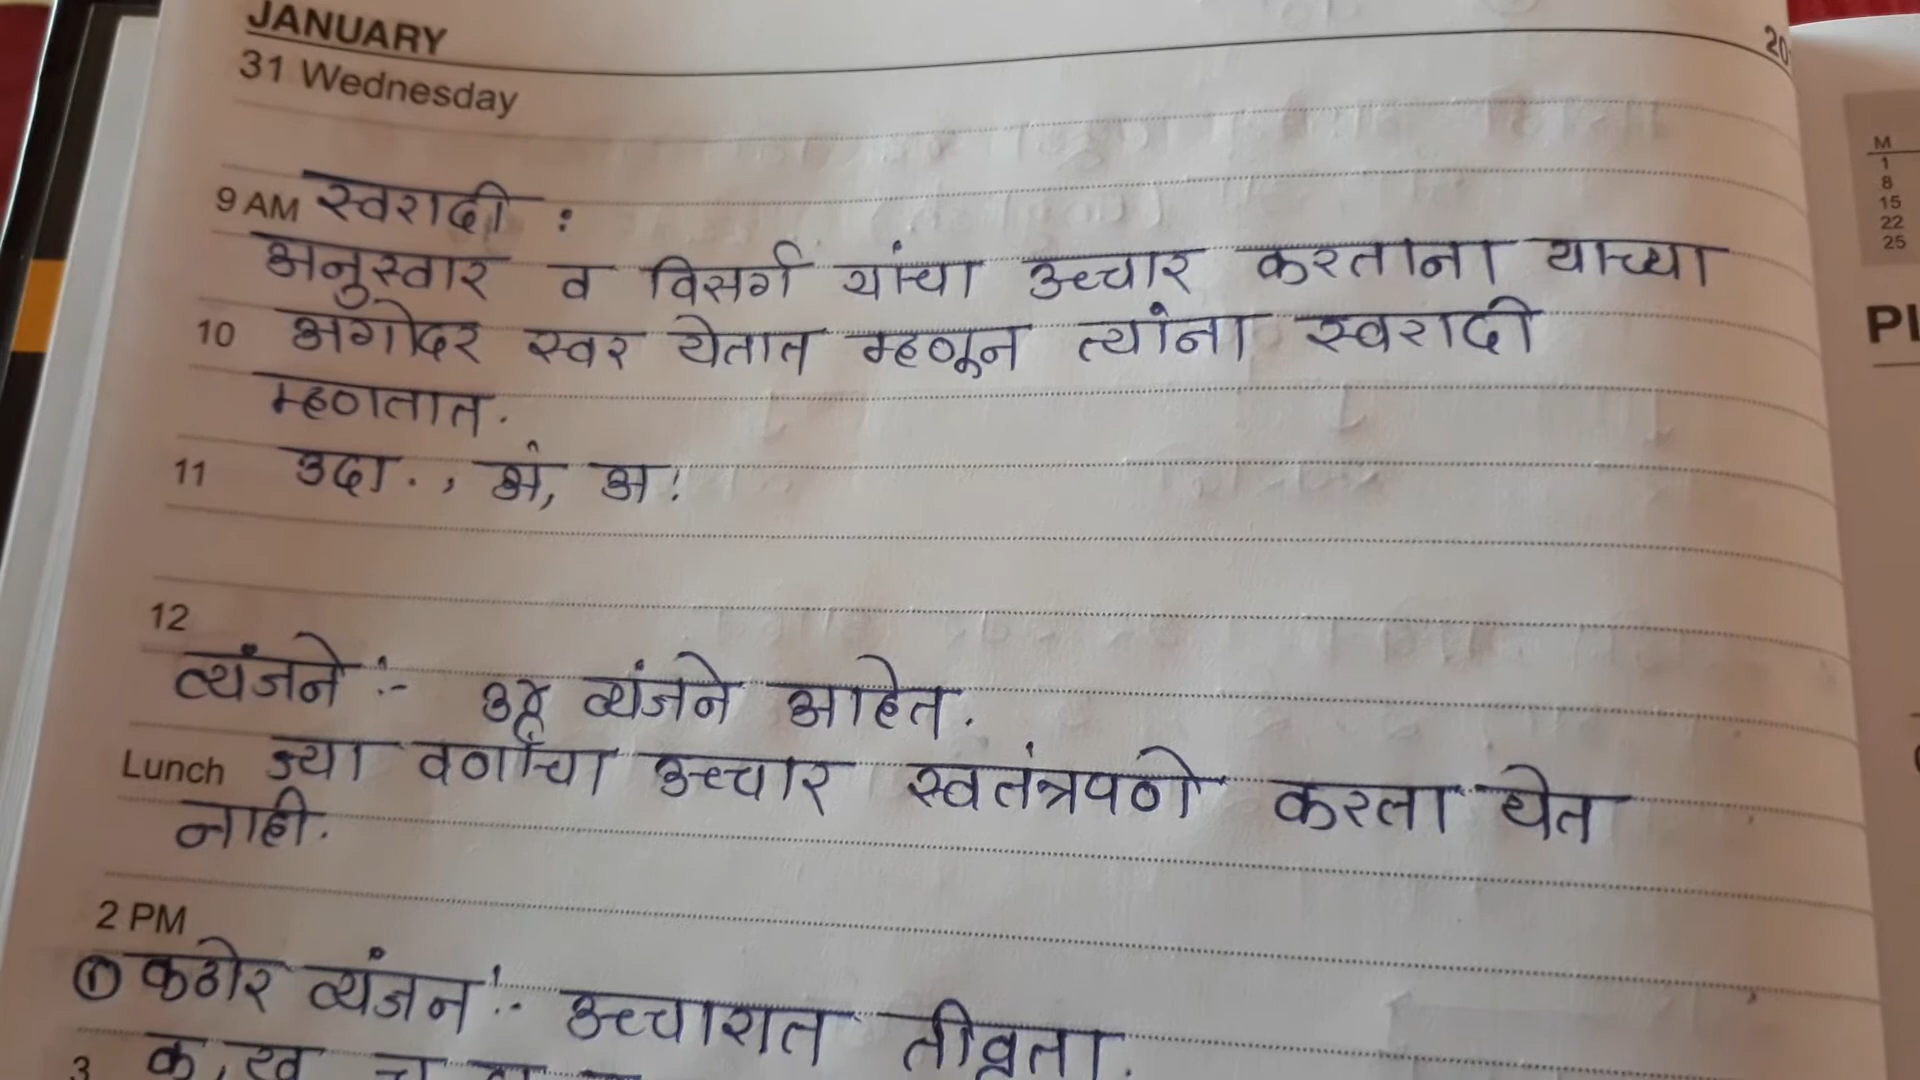 JANUARY
20
31 Wednesday
9 AM स्वरादी :
अनुस्वार व विसर्ग यांचा उच्चार करताना याच्या
10 अगोदर स्वर येतात म्हणून त्यांना स्वरादी
म्हणतात.
11 उदा., अं, अः
12
व्यंजने :- व्यंजने आहेत.
Lunch ज्या वर्णांचा उच्चार स्वतंत्रपणे करता येत
नाही.
2 PM
① कठोर व्यंजन :- उच्चारात तीव्रता.
3 क, ख
M
1
8
15
22
25